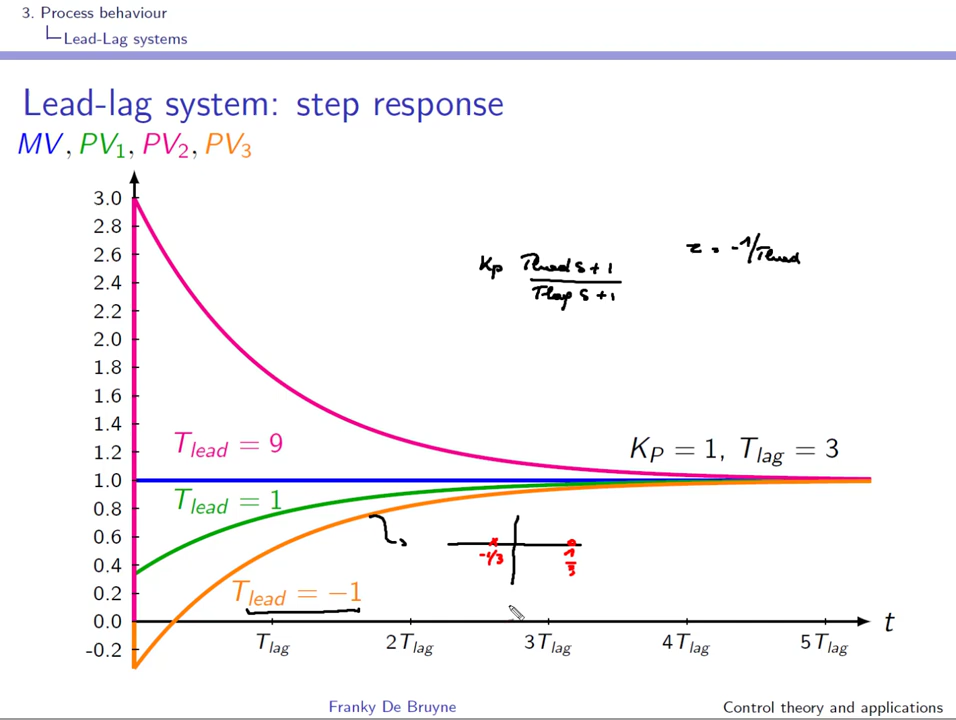 3. Process behaviour
Lead-Lag systems
Lead-lag system: step response
MV, PV1, PV2, PV3
3.0
2.8
2.6
2.4
2.2
2.0
1.8
1.6
1.4
1.2
1.0
0.8
0.6
0.4
0.2
0.0
-0.2
Kp Tlead s + 1
Tlag s + 1
z = -1/Tlead
Tlead = 9
KP = 1, Tlag = 3
Tlead = 1
Tlead = −1
-1/3
1
Tlag
2Tlag
3Tlag
4Tlag
5Tlag
t
Franky De Bruyne
Control theory and applications